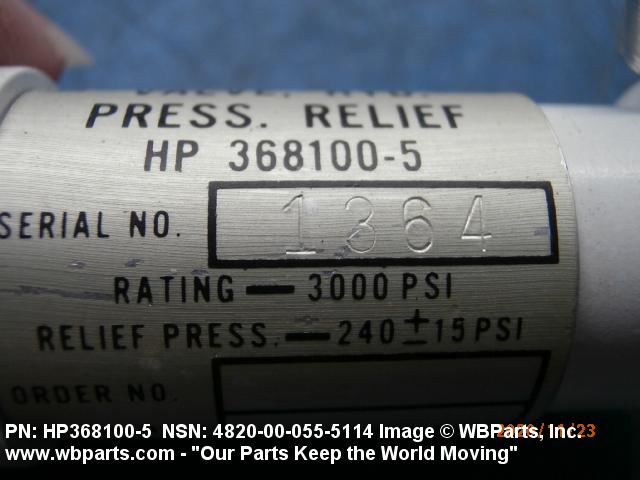 VALVE, HYD.
PRESS. RELIEF
HP 368100-5
SERIAL NO. 1364
RATING — 3000 PSI
RELIEF PRESS. — 240 ± 15 PSI
ORDER NO.
PN: HP368100-5 NSN: 4820-00-055-5114 Image © WBParts, Inc.
www.wbparts.com - "Our Parts Keep the World Moving"